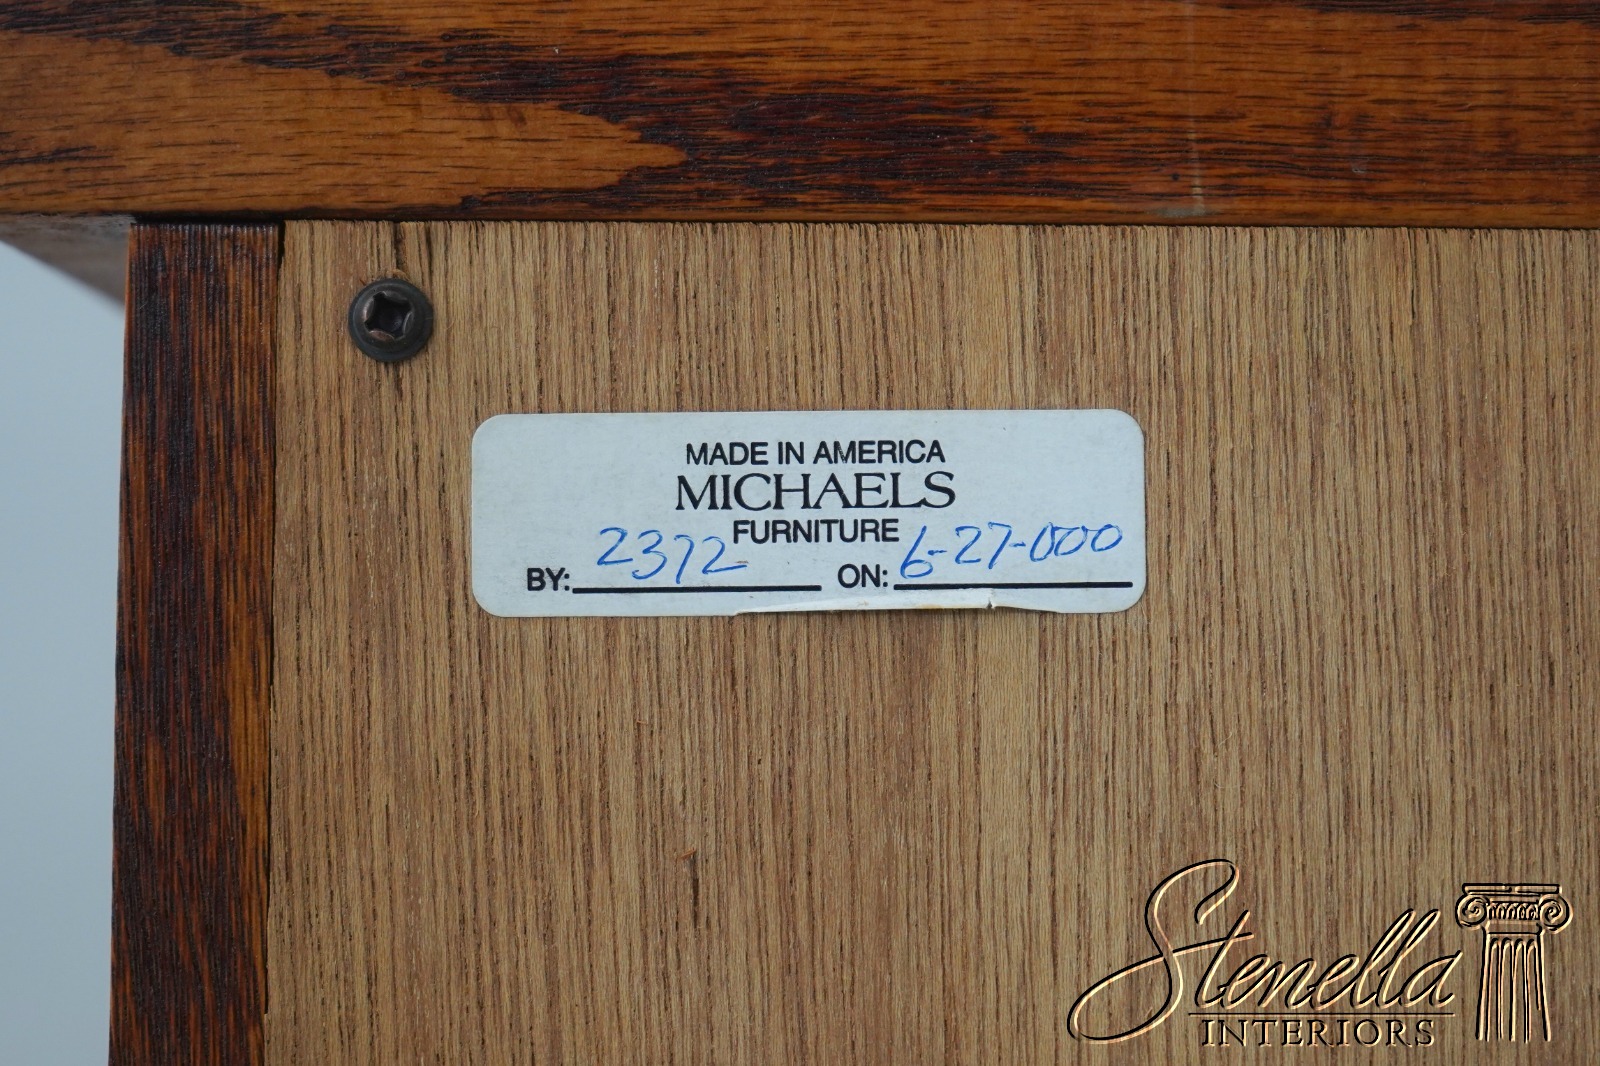 MADE IN AMERICA
MICHAELS
FURNITURE
BY: 2372 ON: 6-27-000
Stenella
INTERIORS